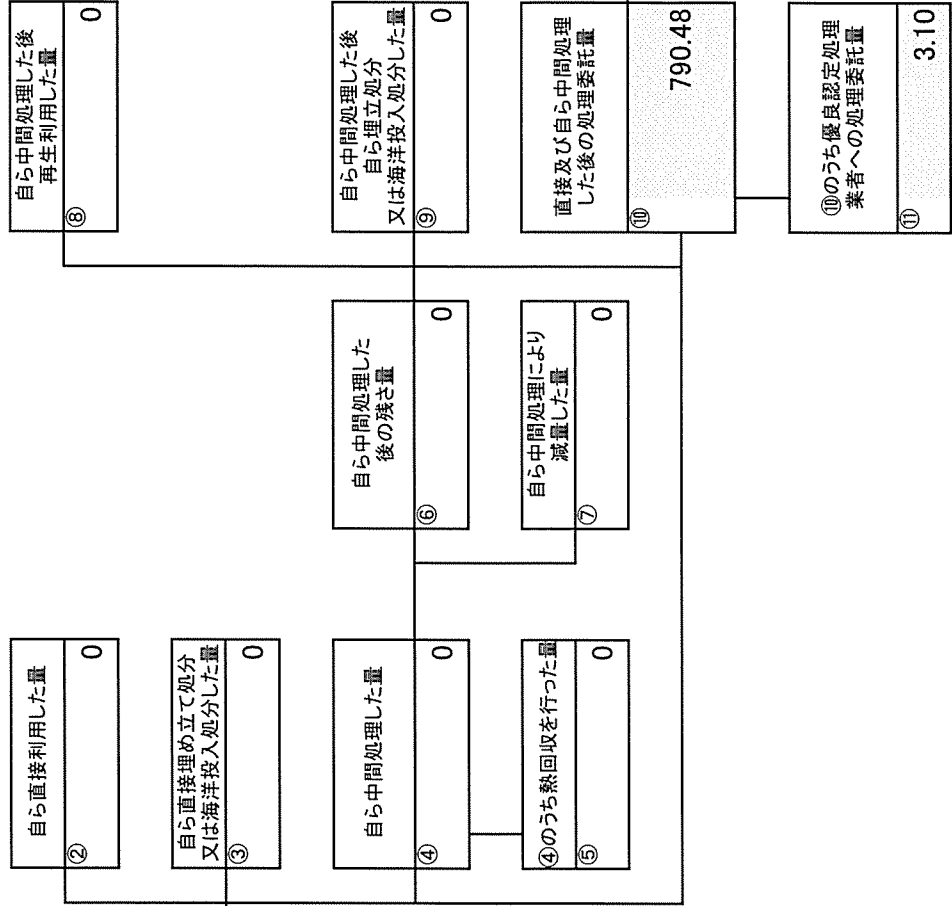 自ら直接利用した量
② 0
自ら直接埋め立て処分
又は海洋投入処分した量
③ 0
自ら中間処理した量
④ 0
④のうち熱回収を行った量
⑤ 0
自ら中間処理した
後の残さ量
⑥ 0
自ら中間処理により
減量した量
⑦ 0
自ら中間処理した後
再生利用した量
⑧ 0
自ら中間処理した後
自ら埋立処分
又は海洋投入処分した量
⑨ 0
直接及び自ら中間処理
した後の処理委託量
⑩ 790.48
⑩のうち優良認定処理
業者への処理委託量
⑪ 3.10